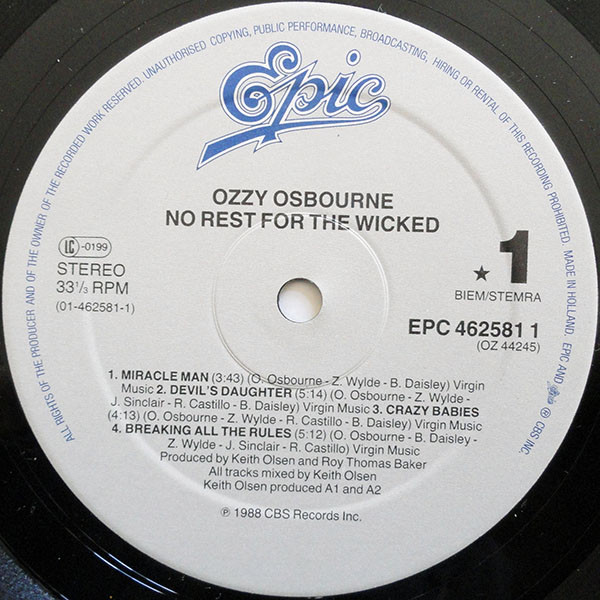 ALL RIGHTS OF THE PRODUCER AND OF THE OWNER OF THE RECORDED WORK RESERVED. UNAUTHORISED COPYING, PUBLIC PERFORMANCE, BROADCASTING, HIRING OR RENTAL OF THIS RECORDING PROHIBITED. MADE IN HOLLAND. EPIC AND Epic ® CBS INC.
Epic
OZZY OSBOURNE
NO REST FOR THE WICKED
LC -0199
STEREO
33 1/3 RPM
(01-462581-1)
★ 1
BIEM/STEMRA
EPC 462581 1
(OZ 44245)
1. MIRACLE MAN (3:43) (O. Osbourne - Z. Wylde - B. Daisley) Virgin
Music 2. DEVIL'S DAUGHTER (5:14) (O. Osbourne - Z. Wylde -
J. Sinclair - R. Castillo - B. Daisley) Virgin Music 3. CRAZY BABIES
(4:13) (O. Osbourne - Z. Wylde - R. Castillo - B. Daisley) Virgin Music
4. BREAKING ALL THE RULES (5:12) (O. Osbourne - B. Daisley -
Z. Wylde - J. Sinclair - R. Castillo) Virgin Music
Produced by Keith Olsen and Roy Thomas Baker
All tracks mixed by Keith Olsen
Keith Olsen produced A1 and A2
℗ 1988 CBS Records Inc.